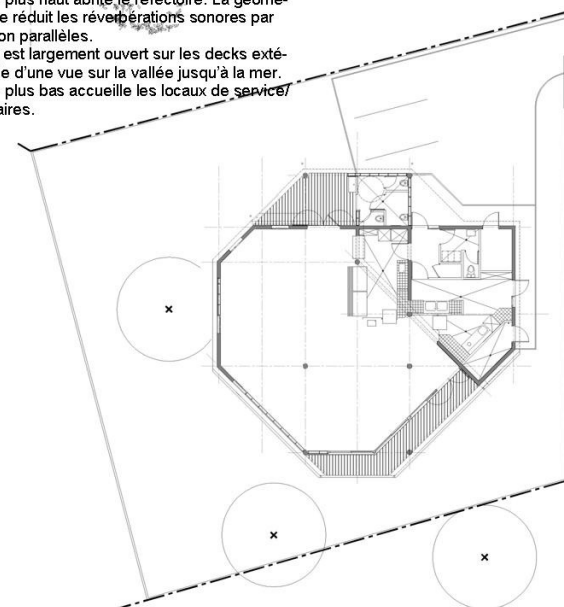 plus haut abrite le réfectoire. La géomé-
e réduit les réverbérations sonores par
on parallèles.
est largement ouvert sur les decks exté-
e d'une vue sur la vallée jusqu'à la mer.
plus bas accueille les locaux de service/
aires.